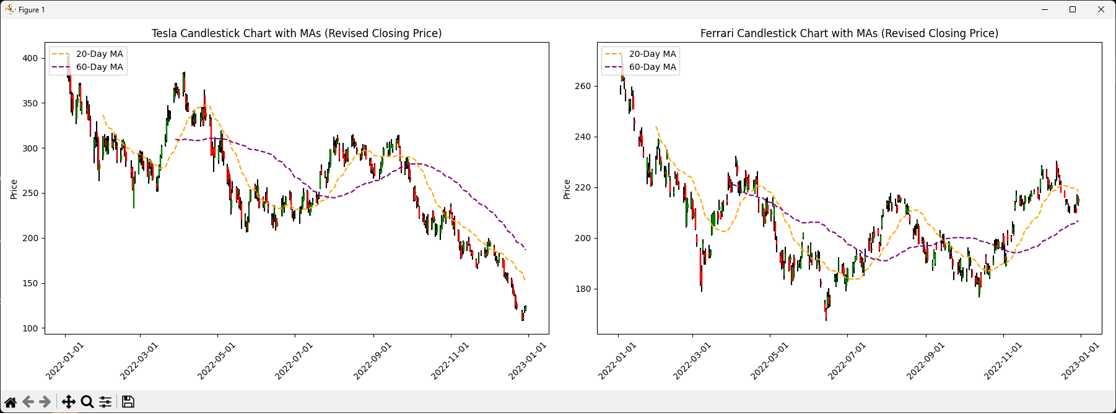 Figure 1
Tesla Candlestick Chart with MAs (Revised Closing Price)
20-Day MA
60-Day MA
Price
400
350
300
250
200
150
100
2022-01-01
2022-03-01
2022-05-01
2022-07-01
2022-09-01
2022-11-01
2023-01-01
Ferrari Candlestick Chart with MAs (Revised Closing Price)
20-Day MA
60-Day MA
Price
260
240
220
200
180
2022-01-01
2022-03-01
2022-05-01
2022-07-01
2022-09-01
2022-11-01
2023-01-01